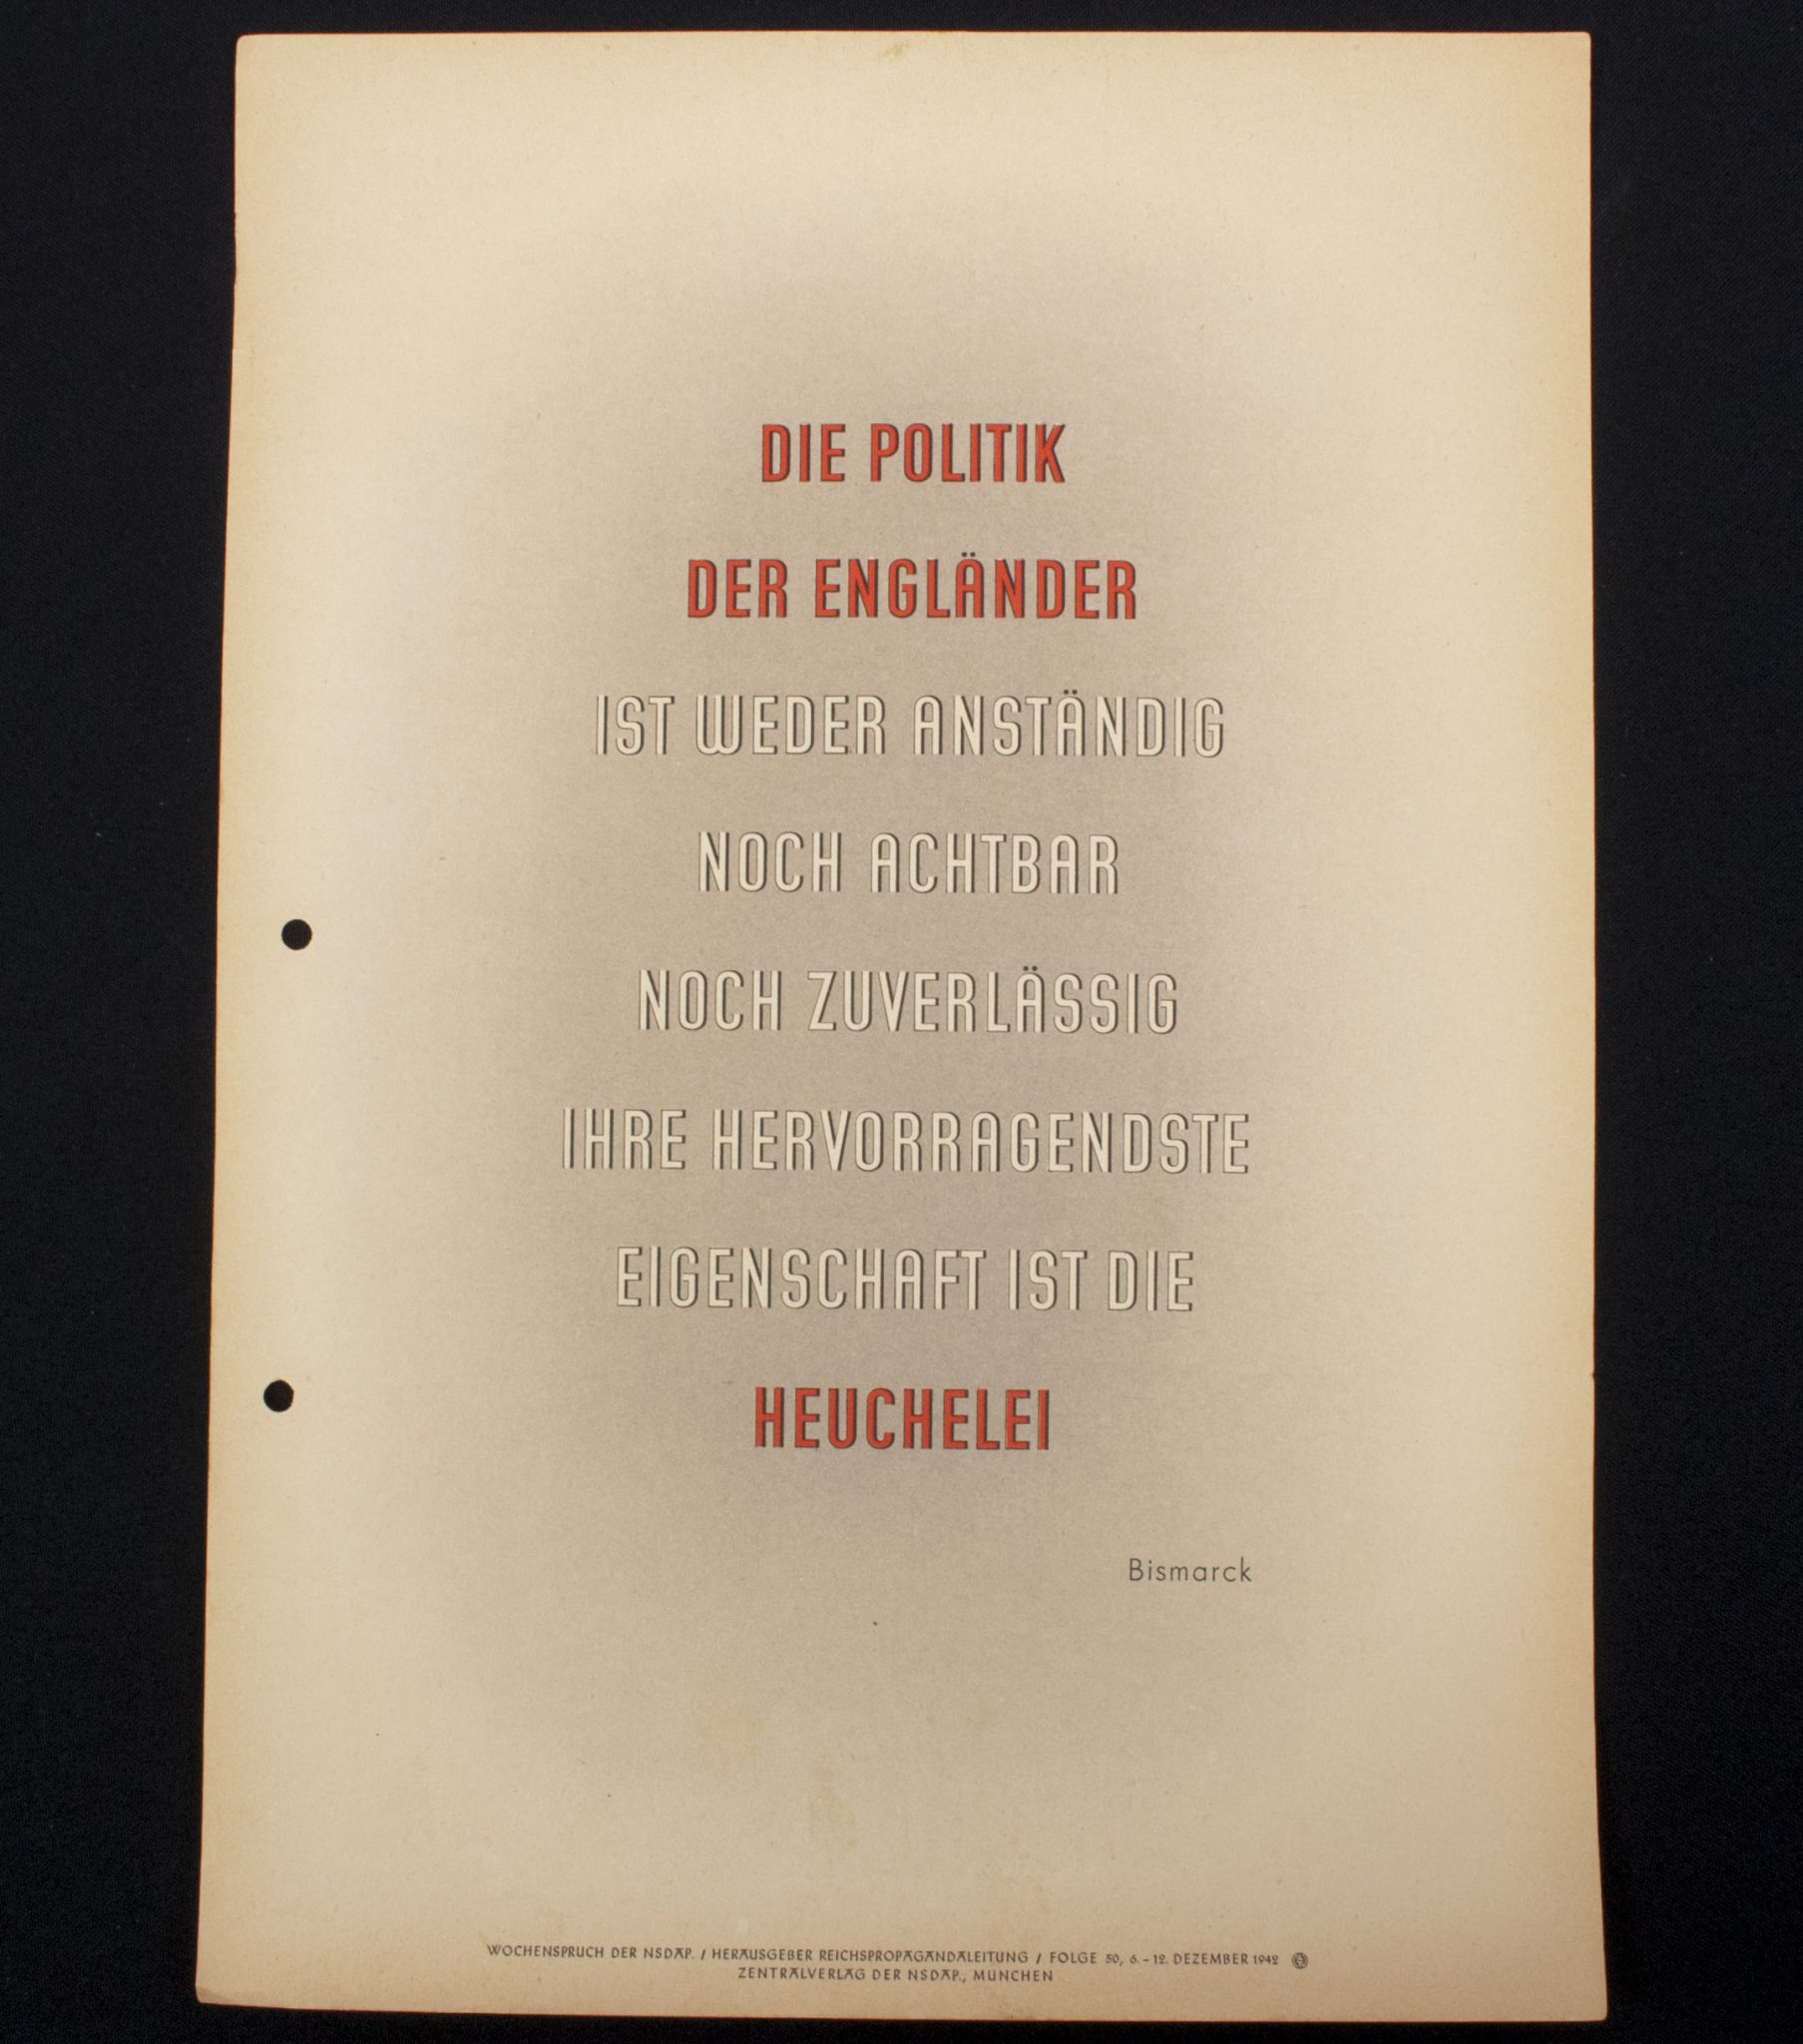 DIE POLITIK
DER ENGLÄNDER
IST WEDER ANSTÄNDIG
NOCH ACHTBAR
NOCH ZUVERLÄSSIG
IHRE HERVORRAGENDSTE
EIGENSCHAFT IST DIE
HEUCHELEI
Bismarck
WOCHENSPRUCH DER NSDAP. / HERAUSGEBER REICHSPROPAGANDALEITUNG / FOLGE 50, 6.-12. DEZEMBER 1942
ZENTRALVERLAG DER NSDAP., MÜNCHEN